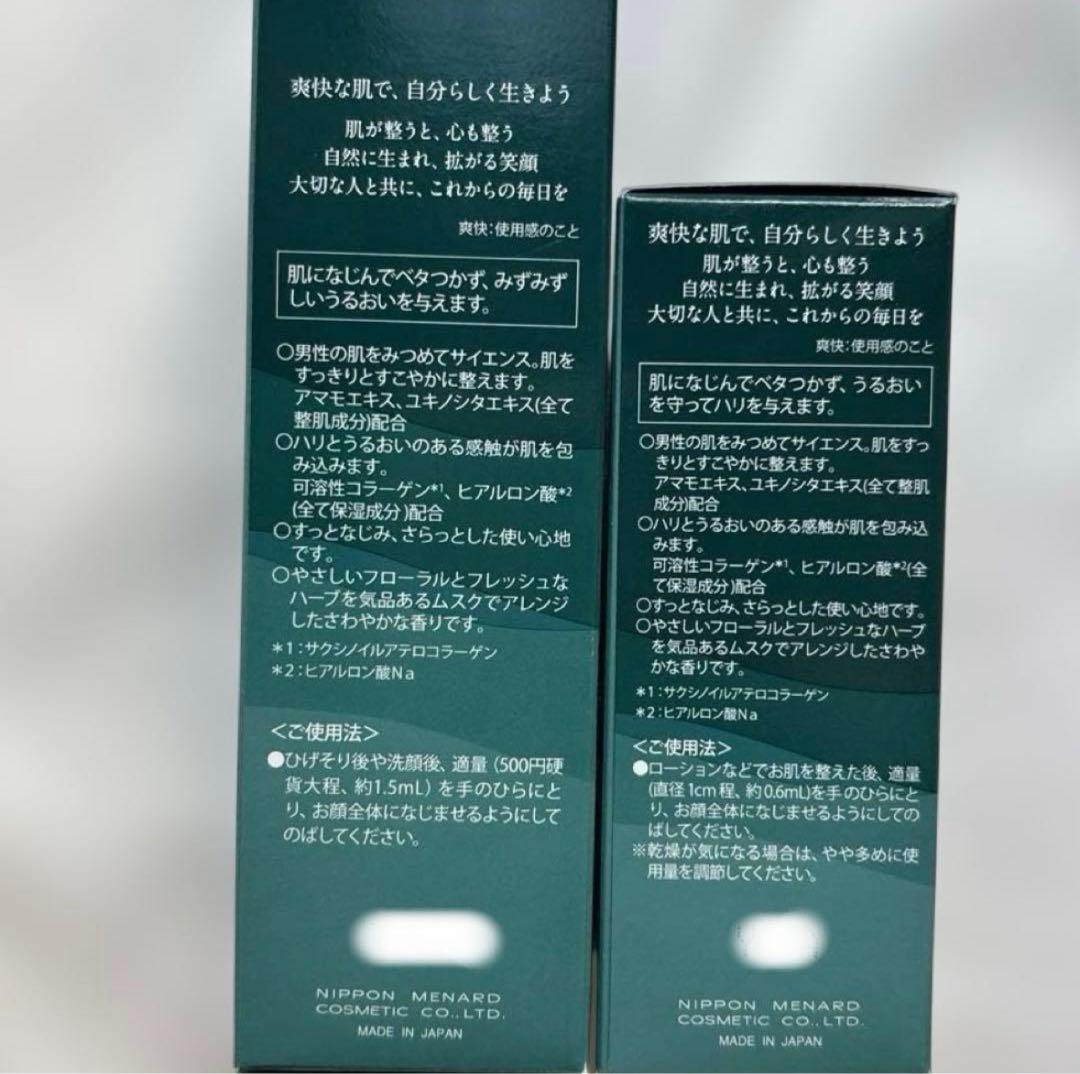 爽快な肌で、自分らしく生きよう
肌が整うと、心も整う
自然に生まれ、拡がる笑顔
大切な人と共に、これからの毎日を
爽快:使用感のこと
肌になじんでベタつかず、みずみず
しいうるおいを与えます。
○男性の肌をみつめてサイエンス。肌を
すっきりとすこやかに整えます。
アマモエキス、ユキノシタエキス(全て
整肌成分)配合
○ハリとうるおいのある感触が肌を包
み込みます。
可溶性コラーゲン*1、ヒアルロン酸*2
(全て保湿成分)配合
○すっとなじみ、さらっとした使い心地
です。
○やさしいフローラルとフレッシュな
ハーブを気品あるムスクでアレンジ
したさわやかな香りです。
*1:サクシノイルアテロコラーゲン
*2:ヒアルロン酸Na
<ご使用法>
●ひげそり後や洗顔後、適量(500円硬
貨大程、約1.5mL)を手のひらにと
り、お顔全体になじませるようにして
のばしてください。
NIPPON MENARD
COSMETIC CO.,LTD.
MADE IN JAPAN
爽快な肌で、自分らしく生きよう
肌が整うと、心も整う
自然に生まれ、拡がる笑顔
大切な人と共に、これからの毎日を
爽快:使用感のこと
肌になじんでベタつかず、うるおい
を守ってハリを与えます。
○男性の肌をみつめてサイエンス。肌をすっ
きりとすこやかに整えます。
アマモエキス、ユキノシタエキス(全て整肌
成分)配合
○ハリとうるおいのある感触が肌を包み込
みます。
可溶性コラーゲン*1、ヒアルロン酸*2(全
て保湿成分)配合
○すっとなじみ、さらっとした使い心地です。
○やさしいフローラルとフレッシュなハーブ
を気品あるムスクでアレンジしたさわや
かな香りです。
*1:サクシノイルアテロコラーゲン
*2:ヒアルロン酸Na
<ご使用法>
●ローションなどでお肌を整えた後、適量
(直径1cm程、約0.6mL)を手のひらにと
り、お顔全体になじませるようにしての
ばしてください。
※乾燥が気になる場合は、やや多めに使
用量を調節してください。
NIPPON MENARD
COSMETIC CO.,LTD.
MADE IN JAPAN